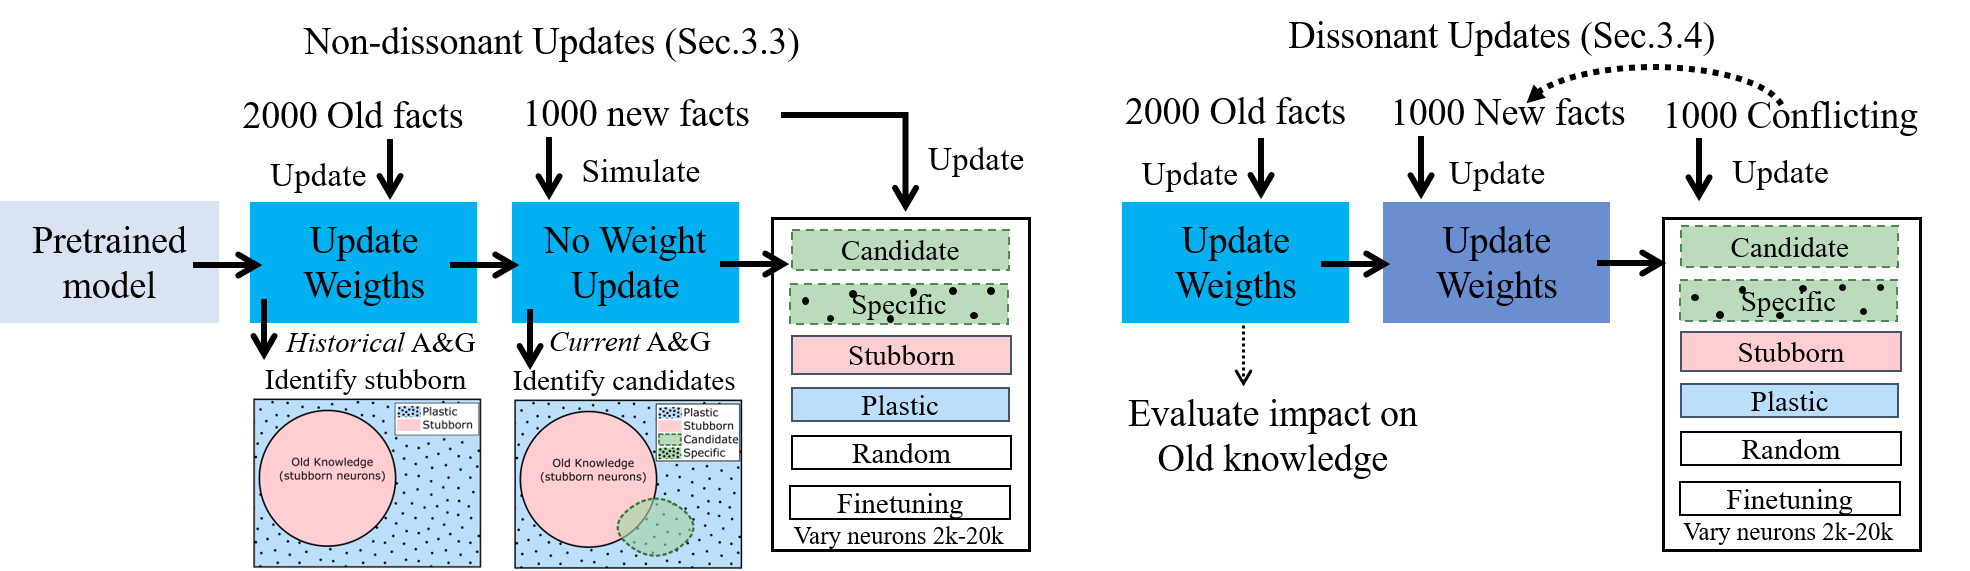 Non-dissonant Updates (Sec.3.3)
2000 Old facts
1000 new facts
Update
Simulate
Update
Pretrained
model
Update
Weigths
No Weight
Update
Historical A&G
Identify stubborn
Current A&G
Identify candidates
Plastic
Stubborn
Old Knowledge
(stubborn neurons)
Plastic
Stubborn
Candidate
Specific
Old Knowledge
(stubborn neurons)
Candidate
Specific
Stubborn
Plastic
Random
Finetuning
Vary neurons 2k-20k
Dissonant Updates (Sec.3.4)
2000 Old facts
1000 New facts
1000 Conflicting
Update
Update
Update
Update
Weigths
Update
Weights
Evaluate impact on
Old knowledge
Candidate
Specific
Stubborn
Plastic
Random
Finetuning
Vary neurons 2k-20k